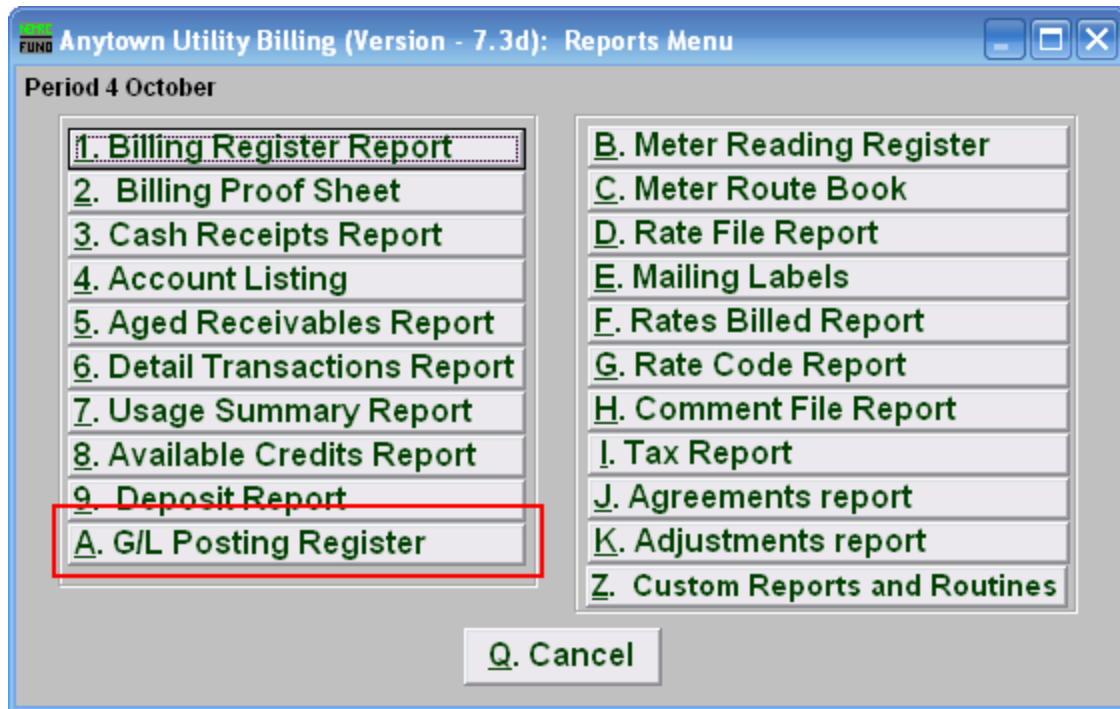 NEMRC
FUND Anytown Utility Billing (Version - 7.3d): Reports Menu
Period 4 October
1. Billing Register Report
2. Billing Proof Sheet
3. Cash Receipts Report
4. Account Listing
5. Aged Receivables Report
6. Detail Transactions Report
7. Usage Summary Report
8. Available Credits Report
9. Deposit Report
A. G/L Posting Register
B. Meter Reading Register
C. Meter Route Book
D. Rate File Report
E. Mailing Labels
F. Rates Billed Report
G. Rate Code Report
H. Comment File Report
I. Tax Report
J. Agreements report
K. Adjustments report
Z. Custom Reports and Routines
Q. Cancel